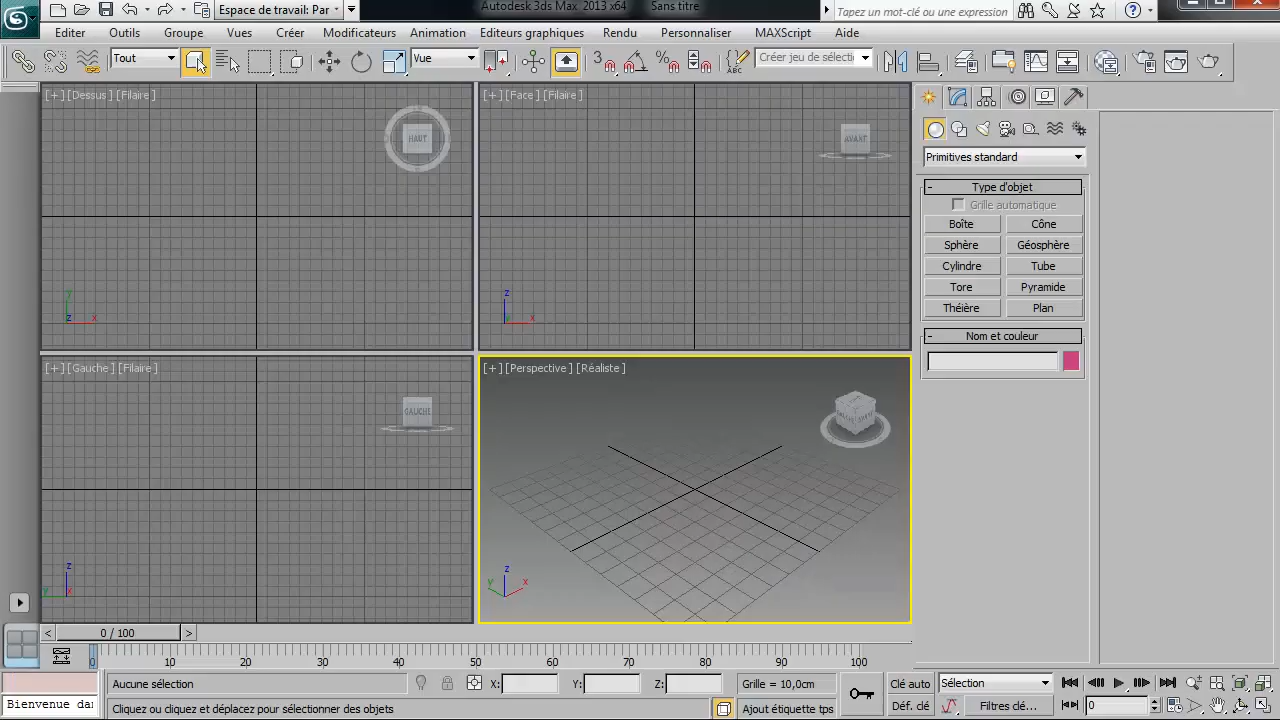 Espace de travail: Par
Autodesk 3ds Max 2013 x64 Sans titre
Tapez un mot-clé ou une expression
Editer Outils Groupe Vues Créer Modificateurs Animation Editeurs graphiques Rendu Personnaliser MAXScript Aide
Tout
Vue
3
%
ABC
Créer jeu de sélecti
[+] [Dessus] [Filaire]
HAUT
y
z
x
[+] [Face] [Filaire]
AVANT
z
x
[+] [Gauche] [Filaire]
GAUCHE
z
y
x
[+] [Perspective] [Réaliste]
z
y
x
Primitives standard
- Type d'objet
Grille automatique
Boîte Cône
Sphère Géosphère
Cylindre Tube
Tore Pyramide
Théière Plan
- Nom et couleur
< 0 / 100 >
0 10 20 30 40 50 60 70 80 90 100
Aucune sélection
X: Y: Z:
Grille = 10,0cm
Clé auto
Sélection
Bienvenue dan
Cliquez ou cliquez et déplacez pour sélectionner des objets
Ajout étiquette tps
Déf. clé
Filtres clé...
0